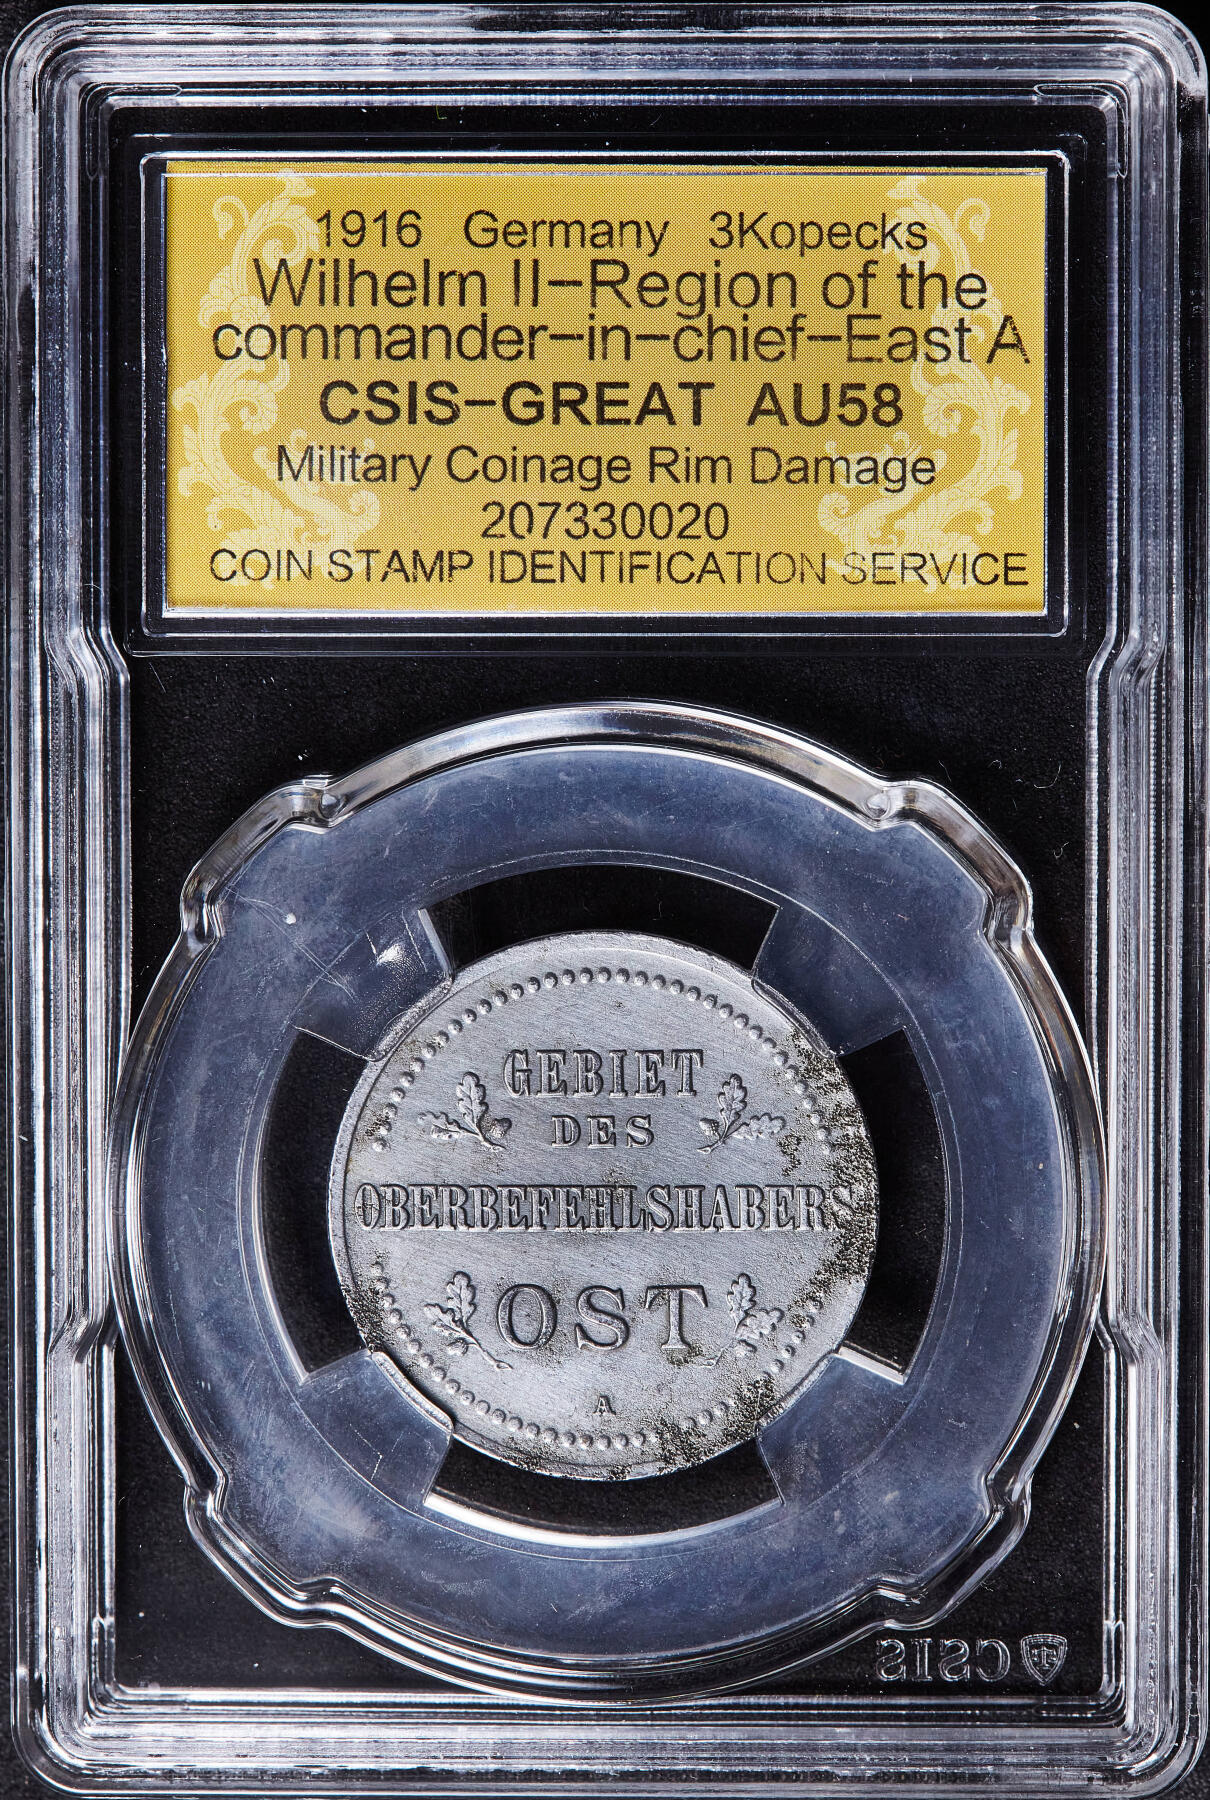 1916 Germany 3Kopecks
Wilhelm II-Region of the
commander-in-chief-East A
CSIS-GREAT AU58
Military Coinage Rim Damage
207330020
COIN STAMP IDENTIFICATION SERVICE
GEBIET
DES
OBERBEFEHLSHABERS
OST
A
CSIS